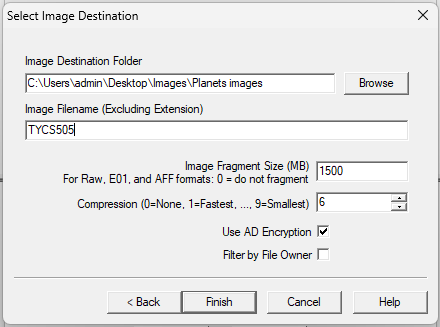 Select Image Destination
Image Destination Folder
C:\Users\admin\Desktop\Images\Planets images
Browse
Image Filename (Excluding Extension)
TYCS505
Image Fragment Size (MB)
1500
For Raw, E01, and AFF formats: 0 = do not fragment
Compression (0=None, 1=Fastest, ..., 9=Smallest)
6
Use AD Encryption
Filter by File Owner
< Back
Finish
Cancel
Help